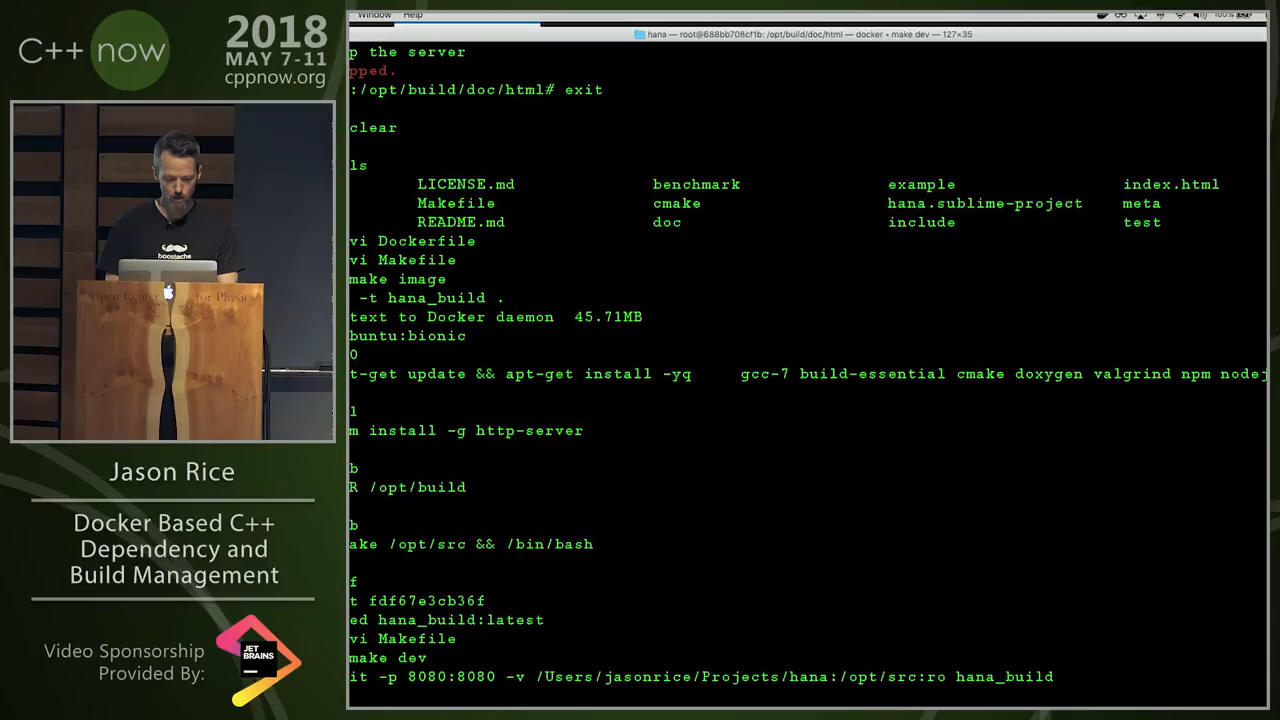 C++ now
2018
MAY 7-11
cppnow.org
boostache
for Physics
Jason Rice
Docker Based C++
Dependency and
Build Management
Video Sponsorship
Provided By:
JET
BRAINS
Window Help
100%
hana — root@688bb708cf1b: /opt/build/doc/html — docker • make dev — 127×35
p the server
pped.
:/opt/build/doc/html# exit
clear
ls
LICENSE.md benchmark example index.html
Makefile cmake hana.sublime-project meta
README.md doc include test
vi Dockerfile
vi Makefile
make image
-t hana_build .
text to Docker daemon 45.71MB
buntu:bionic
0
t-get update && apt-get install -yq gcc-7 build-essential cmake doxygen valgrind npm nodej
1
m install -g http-server
b
R /opt/build
b
ake /opt/src && /bin/bash
f
t fdf67e3cb36f
ed hana_build:latest
vi Makefile
make dev
it -p 8080:8080 -v /Users/jasonrice/Projects/hana:/opt/src:ro hana_build